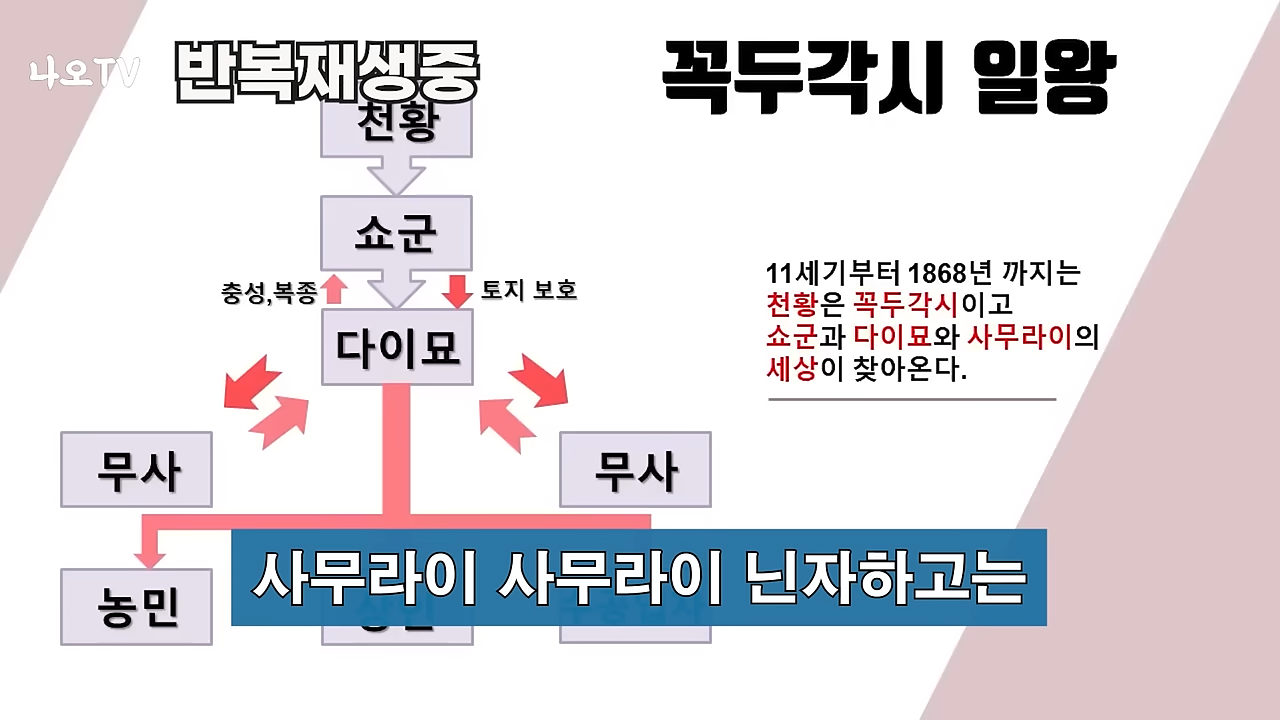 나오TV
반복재생중
꼭두각시 일왕
천황
쇼군
충성,복종
토지 보호
다이묘
11세기부터 1868년 까지는
천황은 꼭두각시이고
쇼군과 다이묘와 사무라이의
세상이 찾아온다.
무사
무사
농민
상인
사무라이 사무라이 닌자하고는